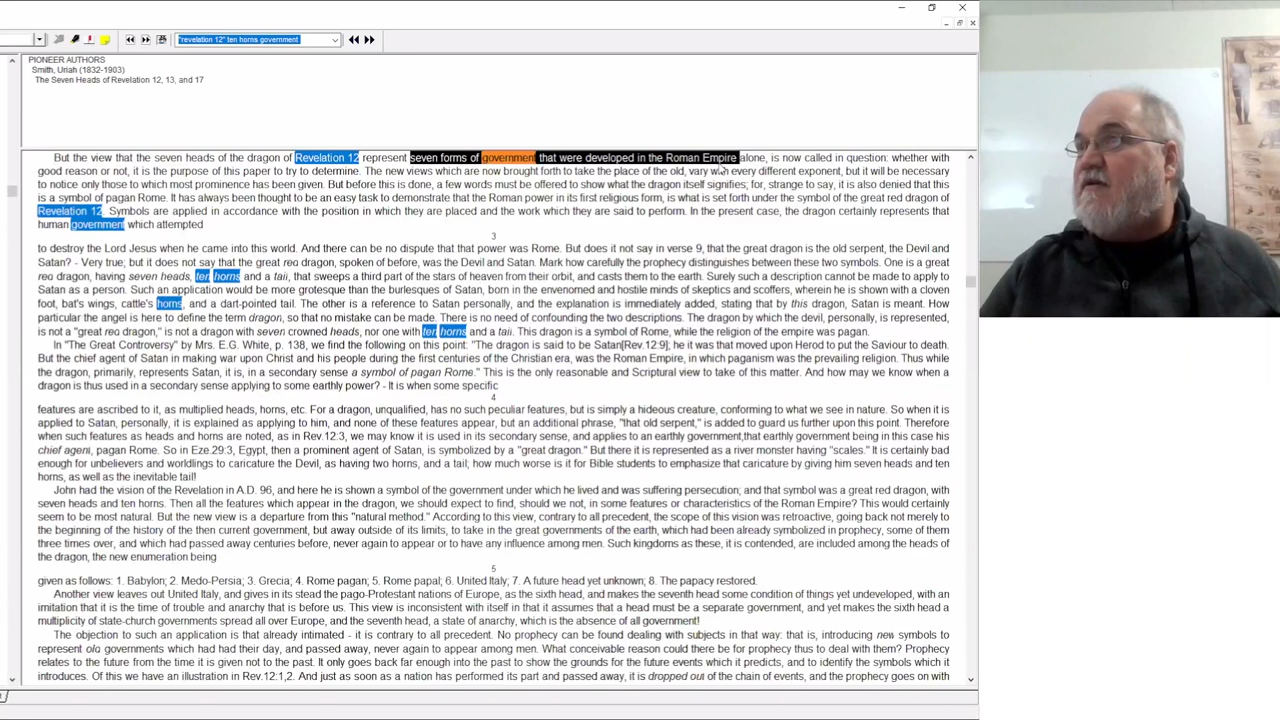 "revelation 12" ten horns government
PIONEER AUTHORS
Smith, Uriah (1832-1903)
The Seven Heads of Revelation 12, 13, and 17
But the view that the seven heads of the dragon of Revelation 12 represent seven forms of government that were developed in the Roman Empire alone, is now called in question: whether with
good reason or not, it is the purpose of this paper to try to determine. The new views which are now brought forth to take the place of the old, vary with every different exponent, but it will be necessary
to notice only those to which most prominence has been given. But before this is done, a few words must be offered to show what the dragon itself signifies; for, strange to say, it is also denied that
this is a symbol of pagan Rome. It has always been thought to be an easy task to demonstrate that the Roman power in its first religious form, is what is set forth under the symbol of the great red dragon of
Revelation 12. Symbols are applied in accordance with the position in which they are placed and the work which they are said to perform. In the present case, the dragon certainly represents that
human government which attempted
3
to destroy the Lord Jesus when he came into this world. And there can be no dispute that that power was Rome. But does it not say in verse 9, that the great dragon is the old serpent, the Devil and
Satan? - Very true; but it does not say that the great red dragon, spoken of before, was the Devil and Satan. Mark how carefully the prophecy distinguishes between these two symbols. One is a great
red dragon, having seven heads, ten horns and a tail, that sweeps a third part of the stars of heaven from their orbit, and casts them to the earth. Surely such a description cannot be made to apply to
Satan as a person. Such an application would be more grotesque than the burlesques of Satan, born in the envenomed and hostile minds of skeptics and scoffers, wherein he is shown with a cloven
foot, bat's wings, cattle's horns, and a dart-pointed tail. The other is a reference to Satan personally, and the explanation is immediately added, stating that by this dragon, Satan is meant. How
particular the angel is here to define the term dragon, so that no mistake can be made. There is no need of confounding the two descriptions. The dragon by which the devil, personally, is represented,
is not a "great red dragon," is not a dragon with seven crowned heads, nor one with ten horns and a tail. This dragon is a symbol of Rome, while the religion of the empire was pagan.
In "The Great Controversy" by Mrs. E.G. White, p. 138, we find the following on this point: "The dragon is said to be Satan[Rev.12:9]; he it was that moved upon Herod to put the Saviour to death.
But the chief agent of Satan in making war upon Christ and his people during the first centuries of the Christian era, was the Roman Empire, in which paganism was the prevailing religion. Thus while
the dragon, primarily, represents Satan, it is, in a secondary sense a symbol of pagan Rome." This is the only reasonable and Scriptural view to take of this matter. And how may we know when a
dragon is thus used in a secondary sense applying to some earthly power? - It is when some specific
4
features are ascribed to it, as multiplied heads, horns, etc. For a dragon, unqualified, has no such peculiar features, but is simply a hideous creature, conforming to what we see in nature. So when it is
applied to Satan, personally, it is explained as applying to him, and none of these features appear, but an additional phrase, "that old serpent," is added to guard us further upon this point. Therefore
when such features as heads and horns are noted, as in Rev.12:3, we may know it is used in its secondary sense, and applies to an earthly government,that earthly government being in this case his
chief agent, pagan Rome. So in Eze.29:3, Egypt, then a prominent agent of Satan, is symbolized by a "great dragon." But there it is represented as a river monster having "scales." It is certainly bad
enough for unbelievers and worldlings to caricature the Devil, as having two horns, and a tail; how much worse is it for Bible students to emphasize that caricature by giving him seven heads and ten
horns, as well as the inevitable tail!
John had the vision of the Revelation in A.D. 96, and here he is shown a symbol of the government under which he lived and was suffering persecution; and that symbol was a great red dragon, with
seven heads and ten horns. Then all the features which appear in the dragon, we should expect to find, should we not, in some features or characteristics of the Roman Empire? This would certainly
seem to be most natural. But the new view is a departure from this "natural method." According to this view, contrary to all precedent, the scope of this vision was retroactive, going back not merely to
the beginning of the history of the then current government, but away outside of its limits, to take in the great governments of the earth, which had been already symbolized in prophecy, some of them
three times over, and which had passed away centuries before, never again to appear or to have any influence among men. Such kingdoms as these, it is contended, are included among the heads of
the dragon, the new enumeration being
5
given as follows: 1. Babylon; 2. Medo-Persia; 3. Grecia; 4. Rome pagan; 5. Rome papal; 6. United Italy; 7. A future head yet unknown; 8. The papacy restored.
Another view leaves out United Italy, and gives in its stead the pago-Protestant nations of Europe, as the sixth head, and makes the seventh head some condition of things yet undeveloped, with an
imitation that it is the time of trouble and anarchy that is before us. This view is inconsistent with itself in that it assumes that a head must be a separate government, and yet makes the sixth head a
multiplicity of state-church governments spread all over Europe, and the seventh head, a state of anarchy, which is the absence of all government!
The objection to such an application is that already intimated - it is contrary to all precedent. No prophecy can be found dealing with subjects in that way: that is, introducing new symbols to
represent old governments which had had their day, and passed away, never again to appear among men. What conceivable reason could there be for prophecy thus to deal with them? Prophecy
relates to the future from the time it is given not to the past. It only goes back far enough into the past to show the grounds for the future events which it predicts, and to identify the symbols which it
introduces. Of this we have an illustration in Rev.12:1,2. And just as soon as a nation has performed its part and passed away, it is dropped out of the chain of events, and the prophecy goes on with